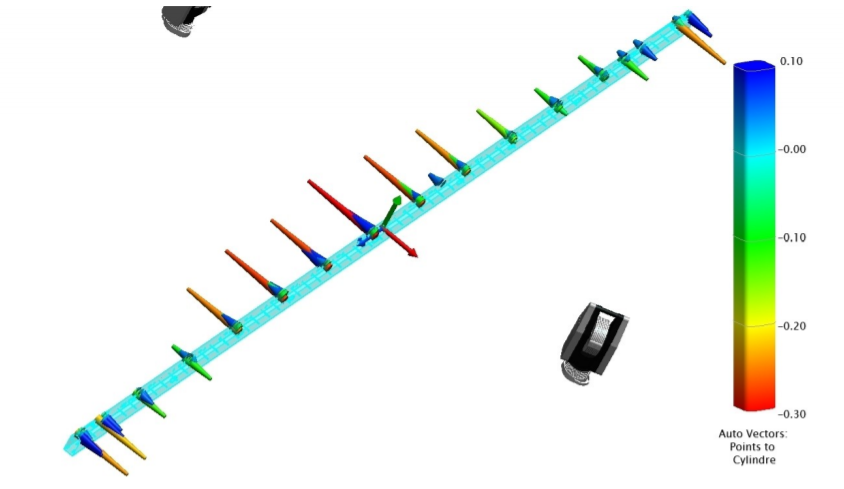 0.10
-0.00
-0.10
-0.20
-0.30
Auto Vectors:
Points to
Cylindre